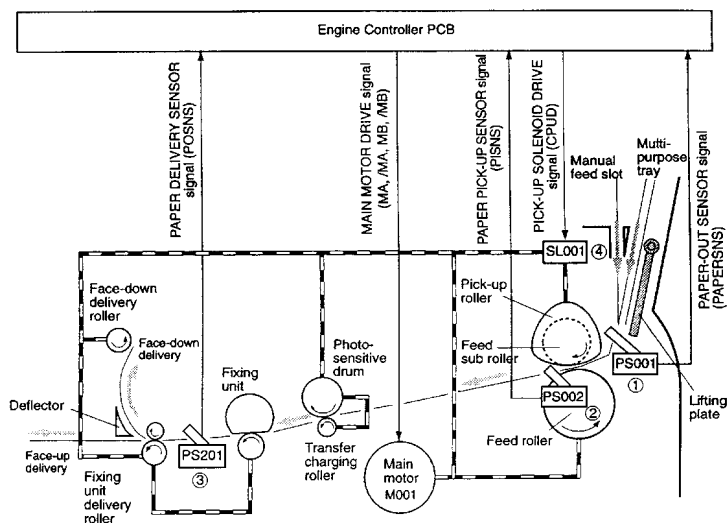 Engine Controller PCB
PAPER DELIVERY SENSOR
signal (POSNS)
MAIN MOTOR DRIVE signal
(MA, /MA, MB, /MB)
PAPER PICK-UP SENSOR signal
(PISNS)
PICK-UP SOLENOID DRIVE
signal (CPUD)
Manual
feed slot
Multi-
purpose
tray
PAPER-OUT SENSOR signal
(PAPERSNS)
SL001
④
Pick-up
roller
Feed
sub roller
PS001
①
Lifting
plate
PS002
②
Feed roller
Face-down
delivery
roller
Face-down
delivery
Deflector
Face-up
delivery
Fixing
unit
delivery
roller
PS201
③
Fixing
unit
Photo-
sensitive
drum
Transfer
charging
roller
Main
motor
M001